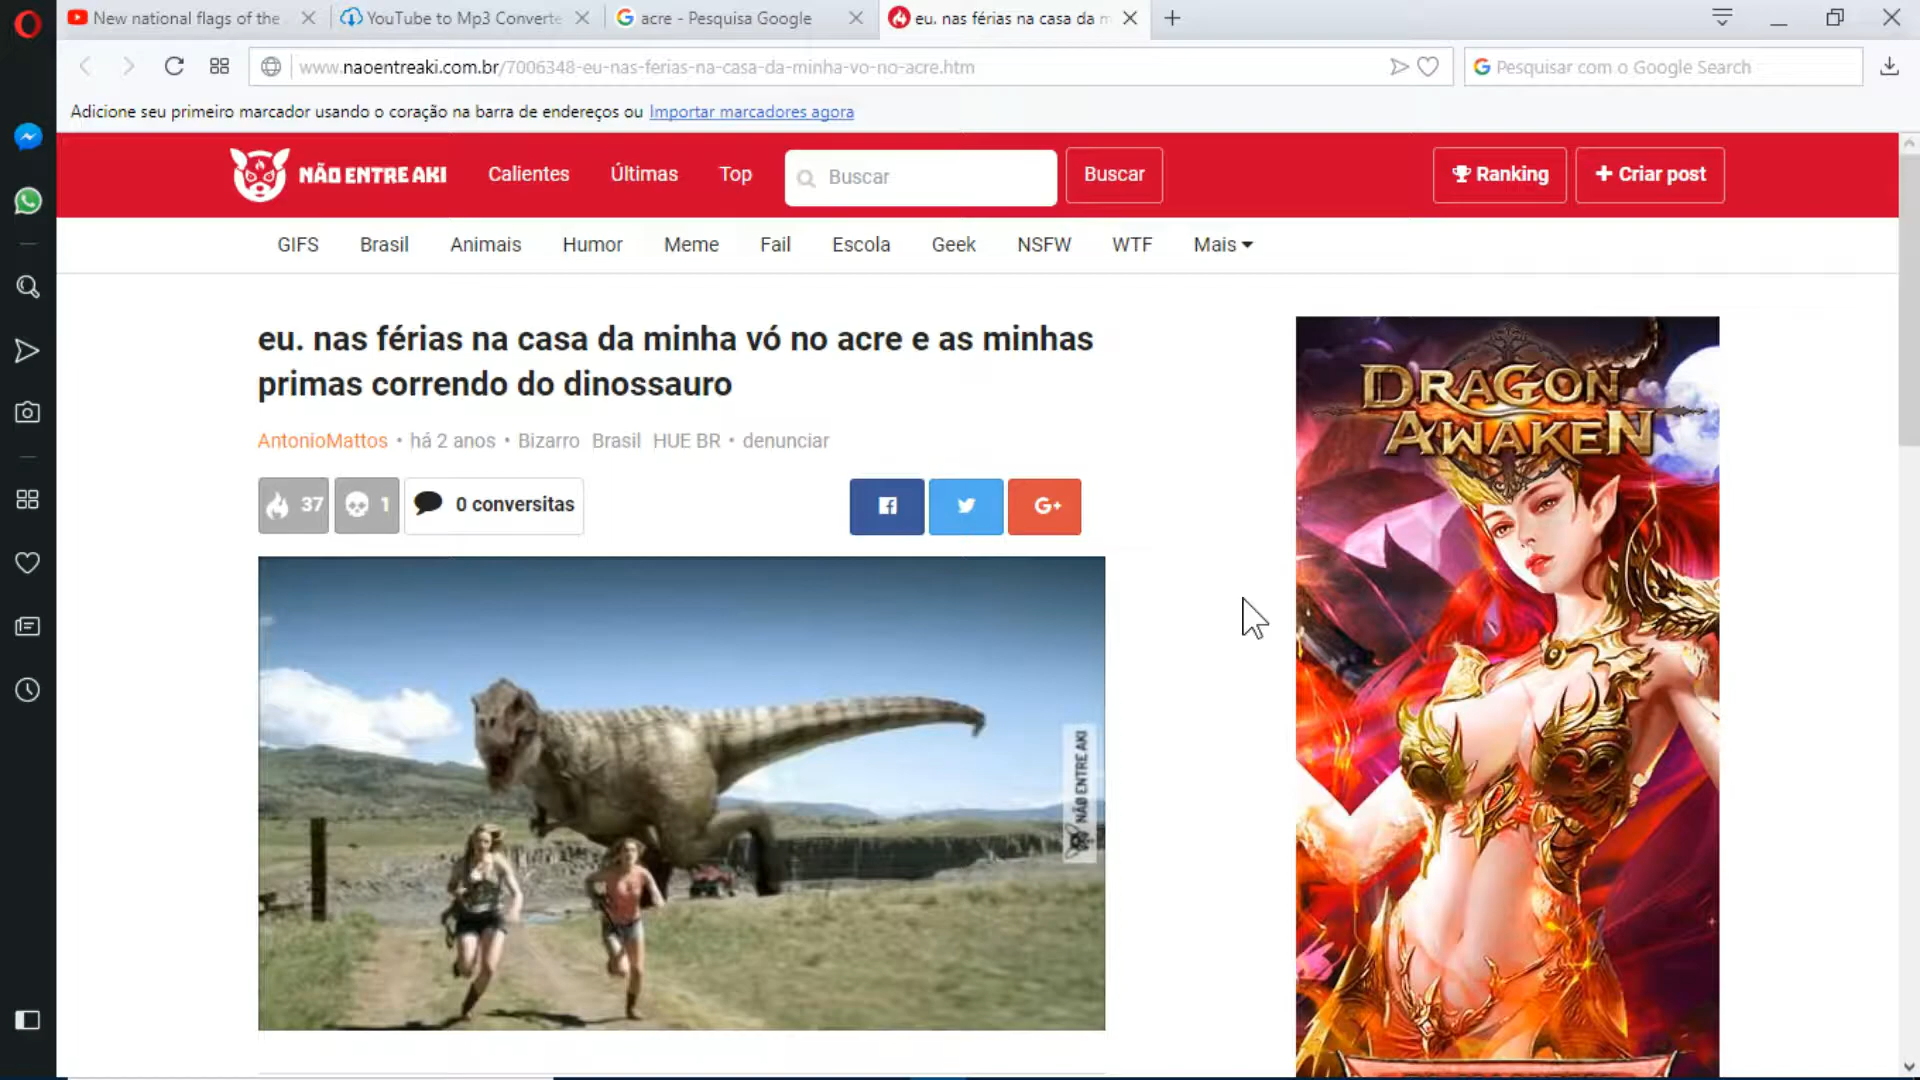 New national flags of the
YouTube to Mp3 Converte
acre - Pesquisa Google
eu. nas férias na casa da m
www.naoentreaki.com.br/7006348-eu-nas-ferias-na-casa-da-minha-vo-no-acre.htm
Pesquisar com o Google Search
Adicione seu primeiro marcador usando o coração na barra de endereços ou Importar marcadores agora
NÃO ENTRE AKI
Calientes
Últimas
Top
Buscar
Buscar
Ranking
+ Criar post
GIFS
Brasil
Animais
Humor
Meme
Fail
Escola
Geek
NSFW
WTF
Mais
eu. nas férias na casa da minha vó no acre e as minhas
primas correndo do dinossauro
AntonioMattos • há 2 anos • Bizarro Brasil HUE BR • denunciar
37
1
0 conversitas
G+
NÃO ENTRE AKI
DRAGON
AWAKEN